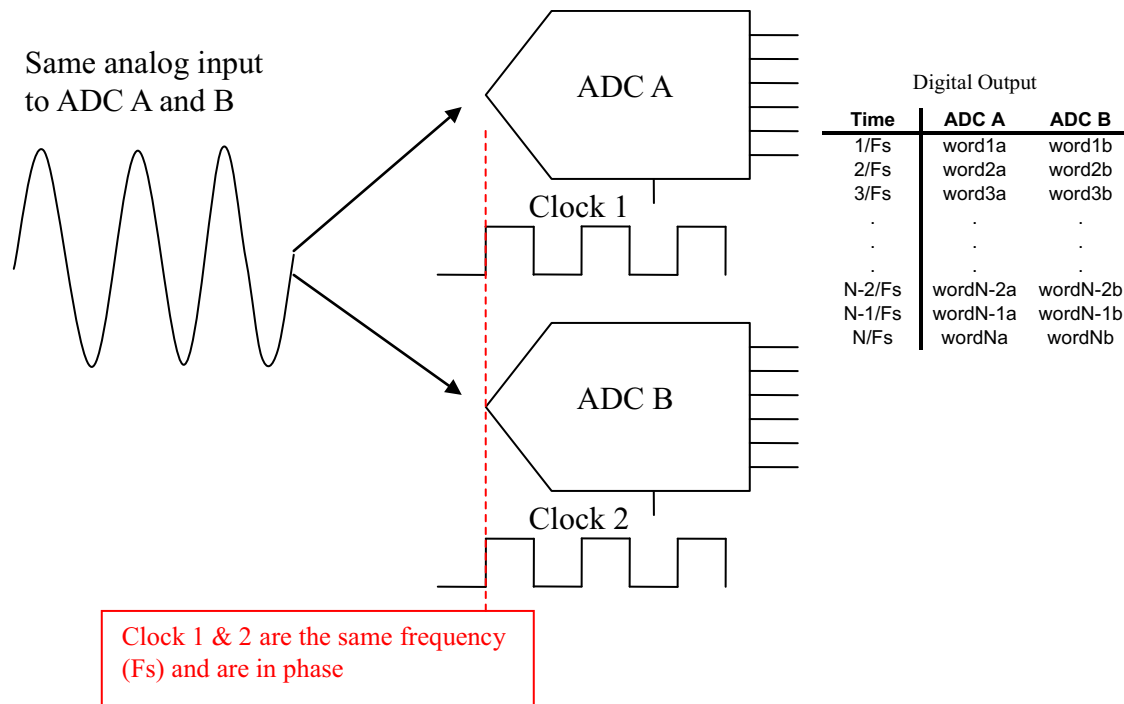 Same analog input
to ADC A and B
ADC A
Clock 1
ADC B
Clock 2
Clock 1 & 2 are the same frequency
(Fs) and are in phase
Digital Output
Time ADC A ADC B
1/Fs word1a word1b
2/Fs word2a word2b
3/Fs word3a word3b
. . .
. . .
. . .
N-2/Fs wordN-2a wordN-2b
N-1/Fs wordN-1a wordN-1b
N/Fs wordNa wordNb